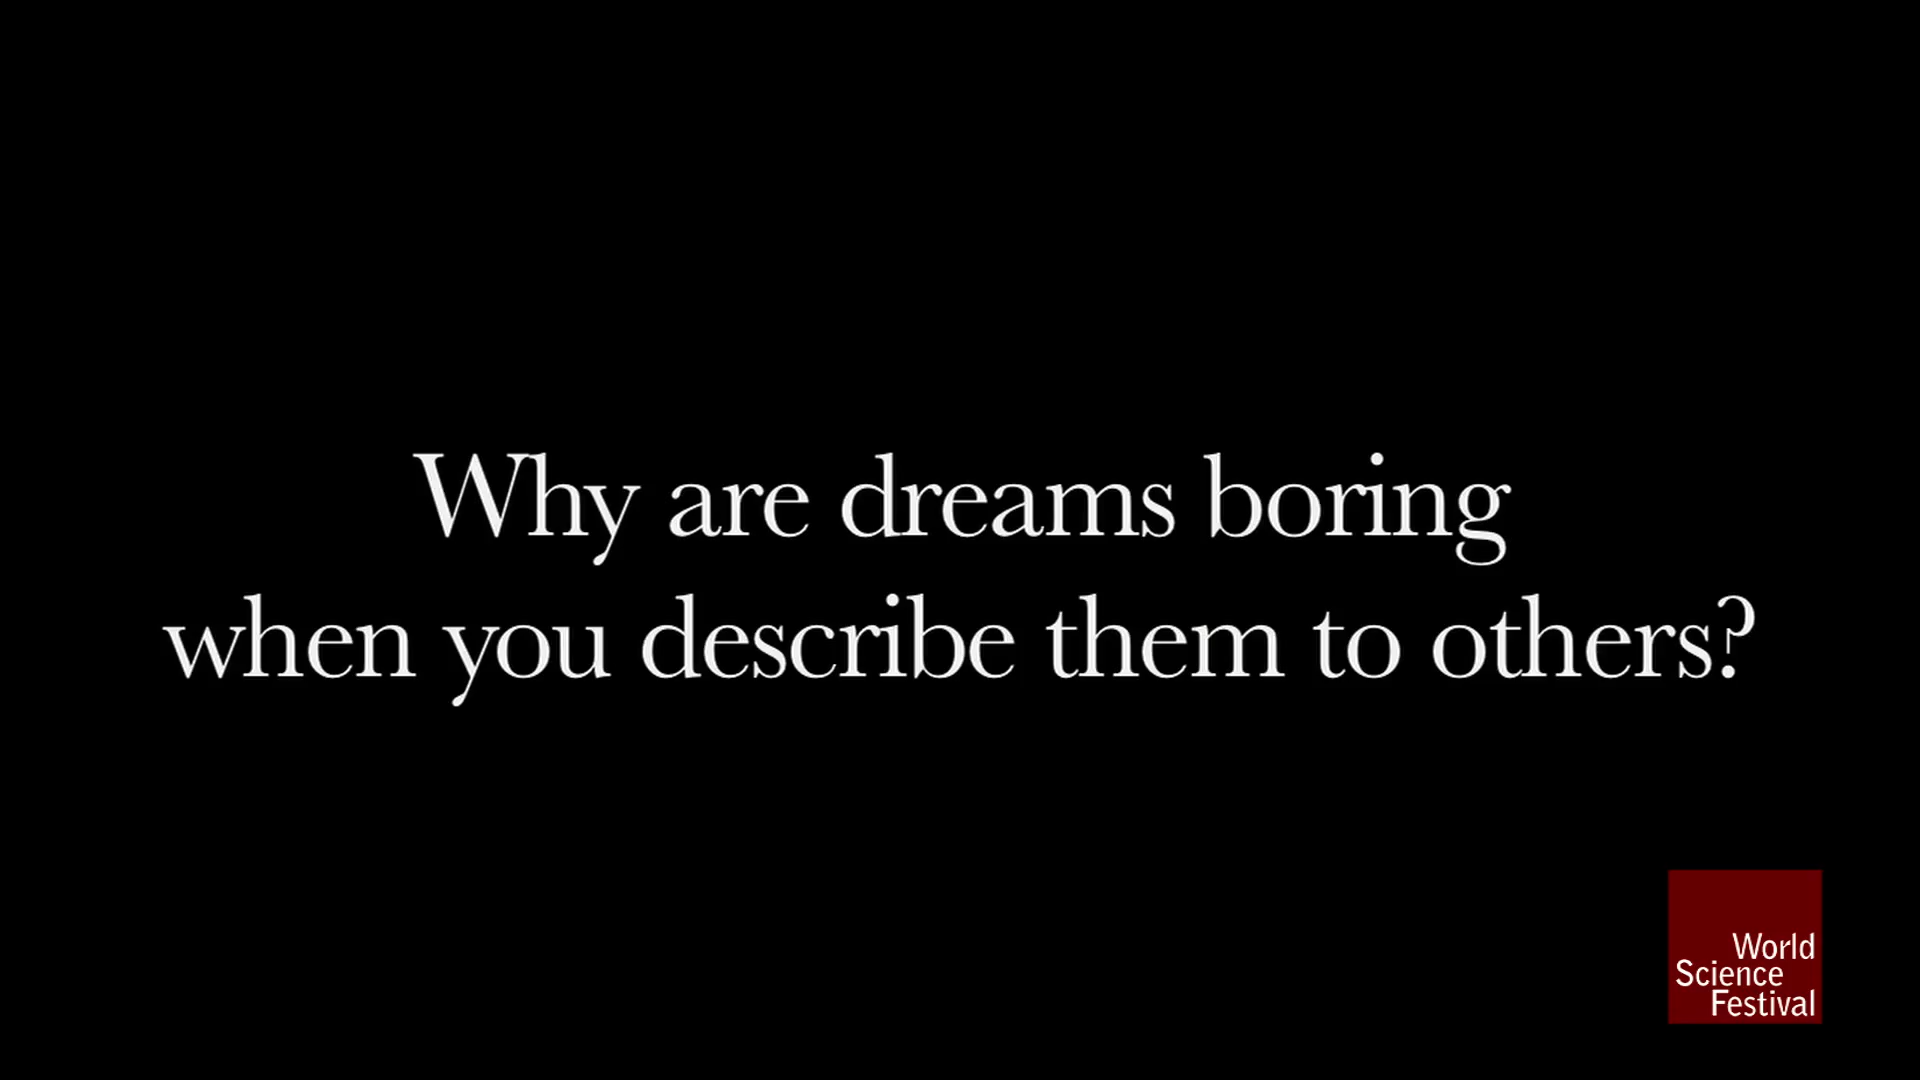 Why are dreams boring
when you describe them to others?
World
Science
Festival